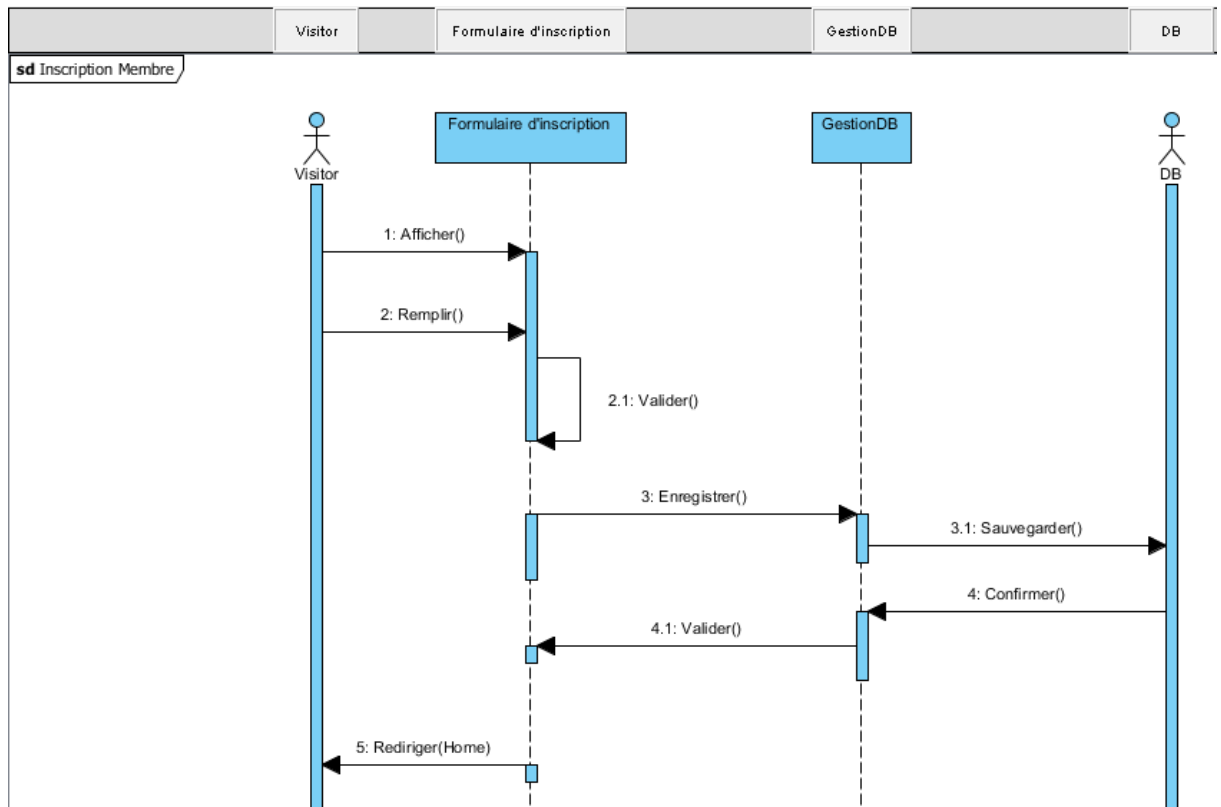 Visitor
Formulaire d'inscription
GestionDB
DB
sd Inscription Membre
Formulaire d'inscription
GestionDB
Visitor
DB
1: Afficher()
2: Remplir()
2.1: Valider()
3: Enregistrer()
3.1: Sauvegarder()
4: Confirmer()
4.1: Valider()
5: Rediriger(Home)